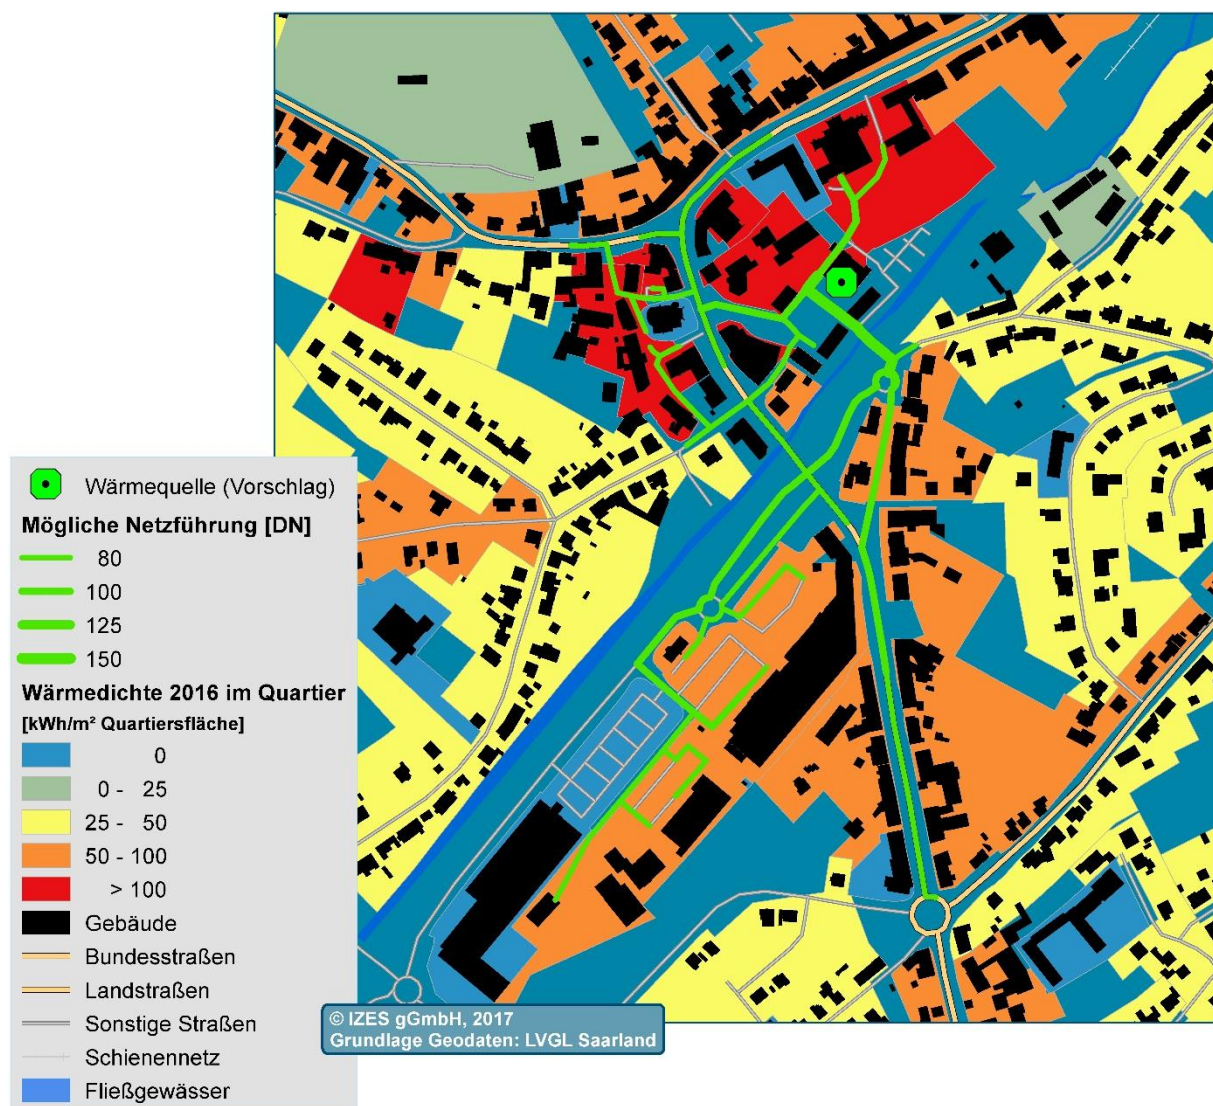 Wärmequelle (Vorschlag)
Mögliche Netzführung [DN]
80
100
125
150
Wärmedichte 2016 im Quartier
[kWh/m² Quartiersfläche]
0
0 - 25
25 - 50
50 - 100
> 100
Gebäude
Bundesstraßen
Landstraßen
Sonstige Straßen
Schienennetz
Fließgewässer
© IZES gGmbH, 2017
Grundlage Geodaten: LVGL Saarland